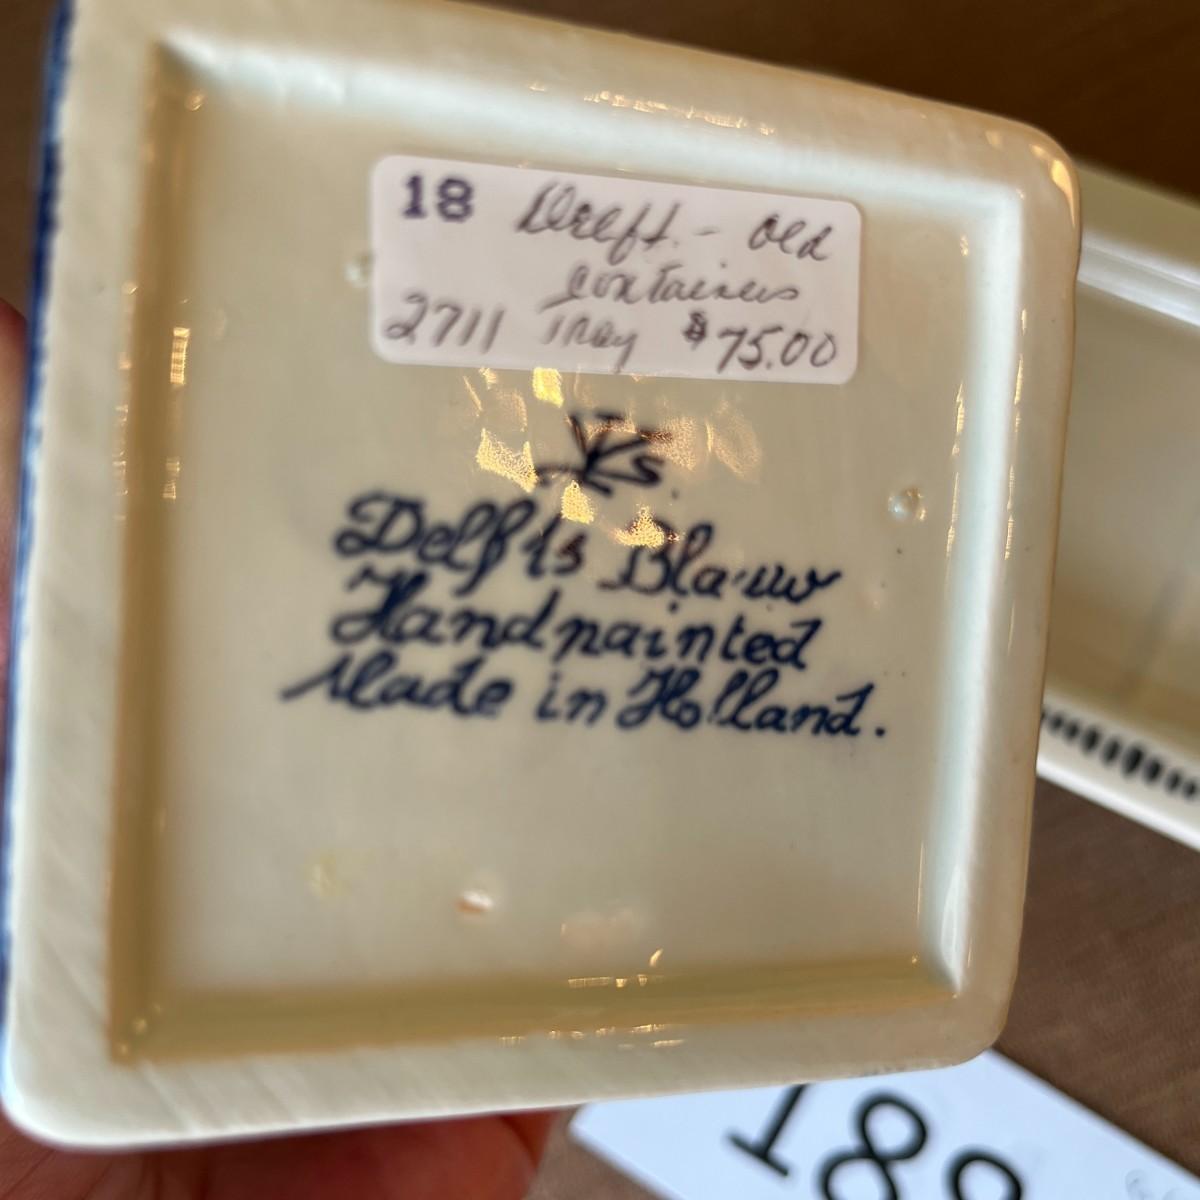 18 Delft. - old
containers
2711 Tray $75.00
Delfts Blauw
Handpainted
Made in Holland.